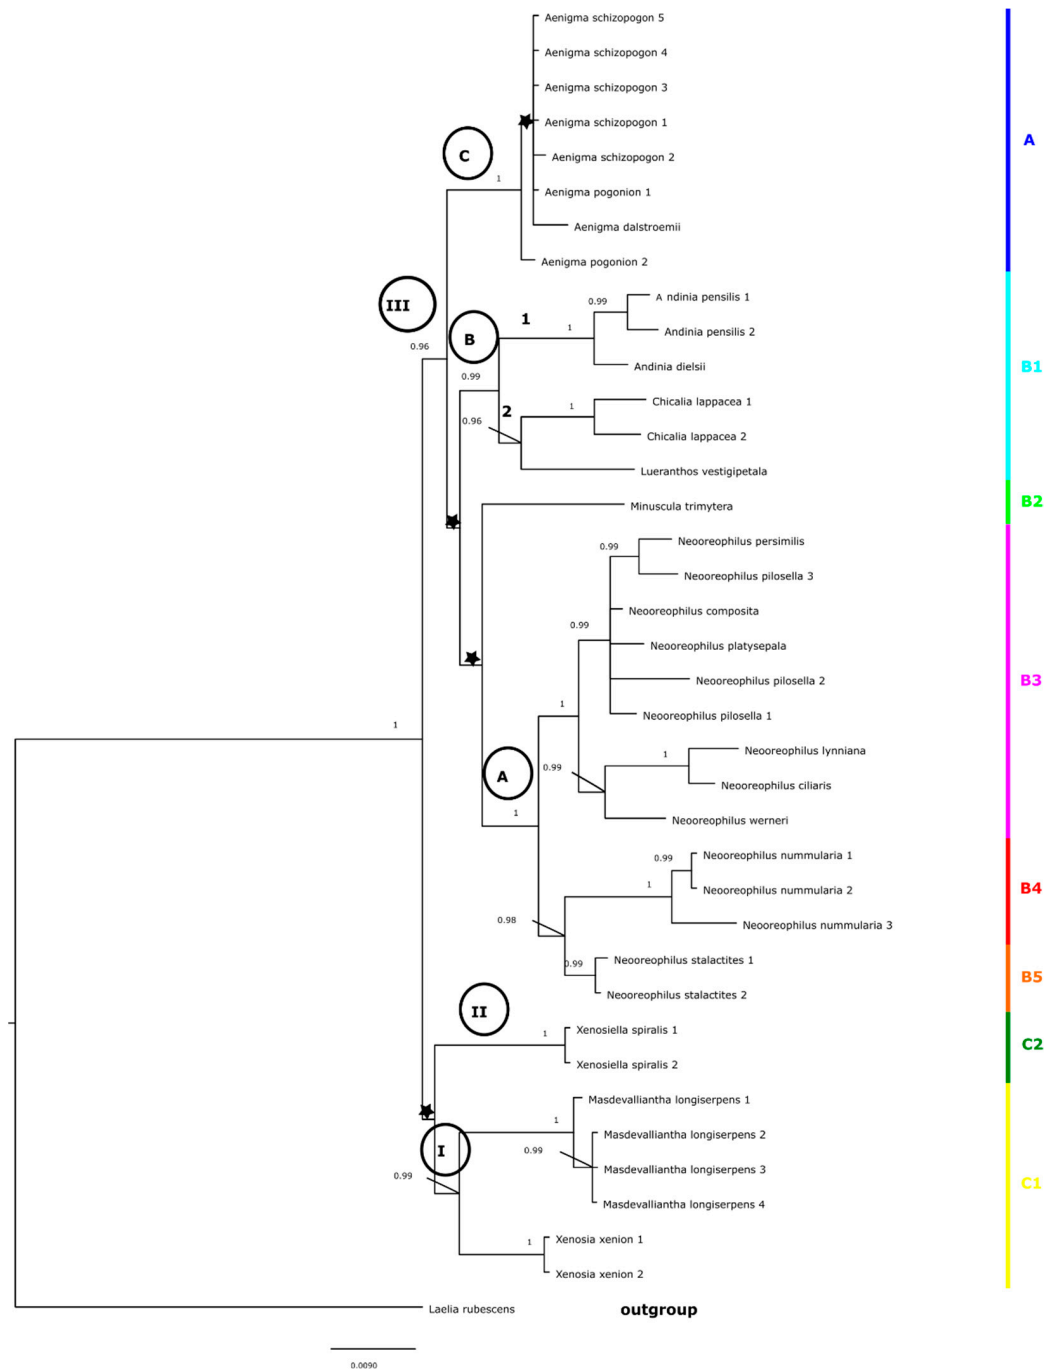 Aenigma schizopogon 5
Aenigma schizopogon 4
Aenigma schizopogon 3
Aenigma schizopogon 1
A
C
Aenigma schizopogon 2
1
Aenigma pogonion 1
Aenigma dalstroemii
Aenigma pogonion 2
A ndinia pensilis 1
0.99
III
1
1
Andinia pensilis 2
B
0.96
Andinia dielsii
B1
0.99
Chicalia lappacea 1
1
2
0.96
Chicalia lappacea 2
Lueranthos vestigipetala
B2
Minuscula trimytera
Neooreophilus persimilis
0.99
Neooreophilus pilosella 3
Neooreophilus composita
0.99
Neooreophilus platysepala
Neooreophilus pilosella 2
B3
1
Neooreophilus pilosella 1
1
Neooreophilus lynniana
1
0.99
A
Neooreophilus ciliaris
1
Neooreophilus werneri
Neooreophilus nummularia 1
0.99
1
Neooreophilus nummularia 2
B4
0.98
Neooreophilus nummularia 3
Neooreophilus stalactites 1
0.99
B5
Neooreophilus stalactites 2
II
Xenosiella spiralis 1
1
C2
Xenosiella spiralis 2
Masdevalliantha longiserpens 1
1
Masdevalliantha longiserpens 2
I
0.99
Masdevalliantha longiserpens 3
0.99
C1
Masdevalliantha longiserpens 4
1
Xenosia xenion 1
Xenosia xenion 2
Laelia rubescens
outgroup
0.0090